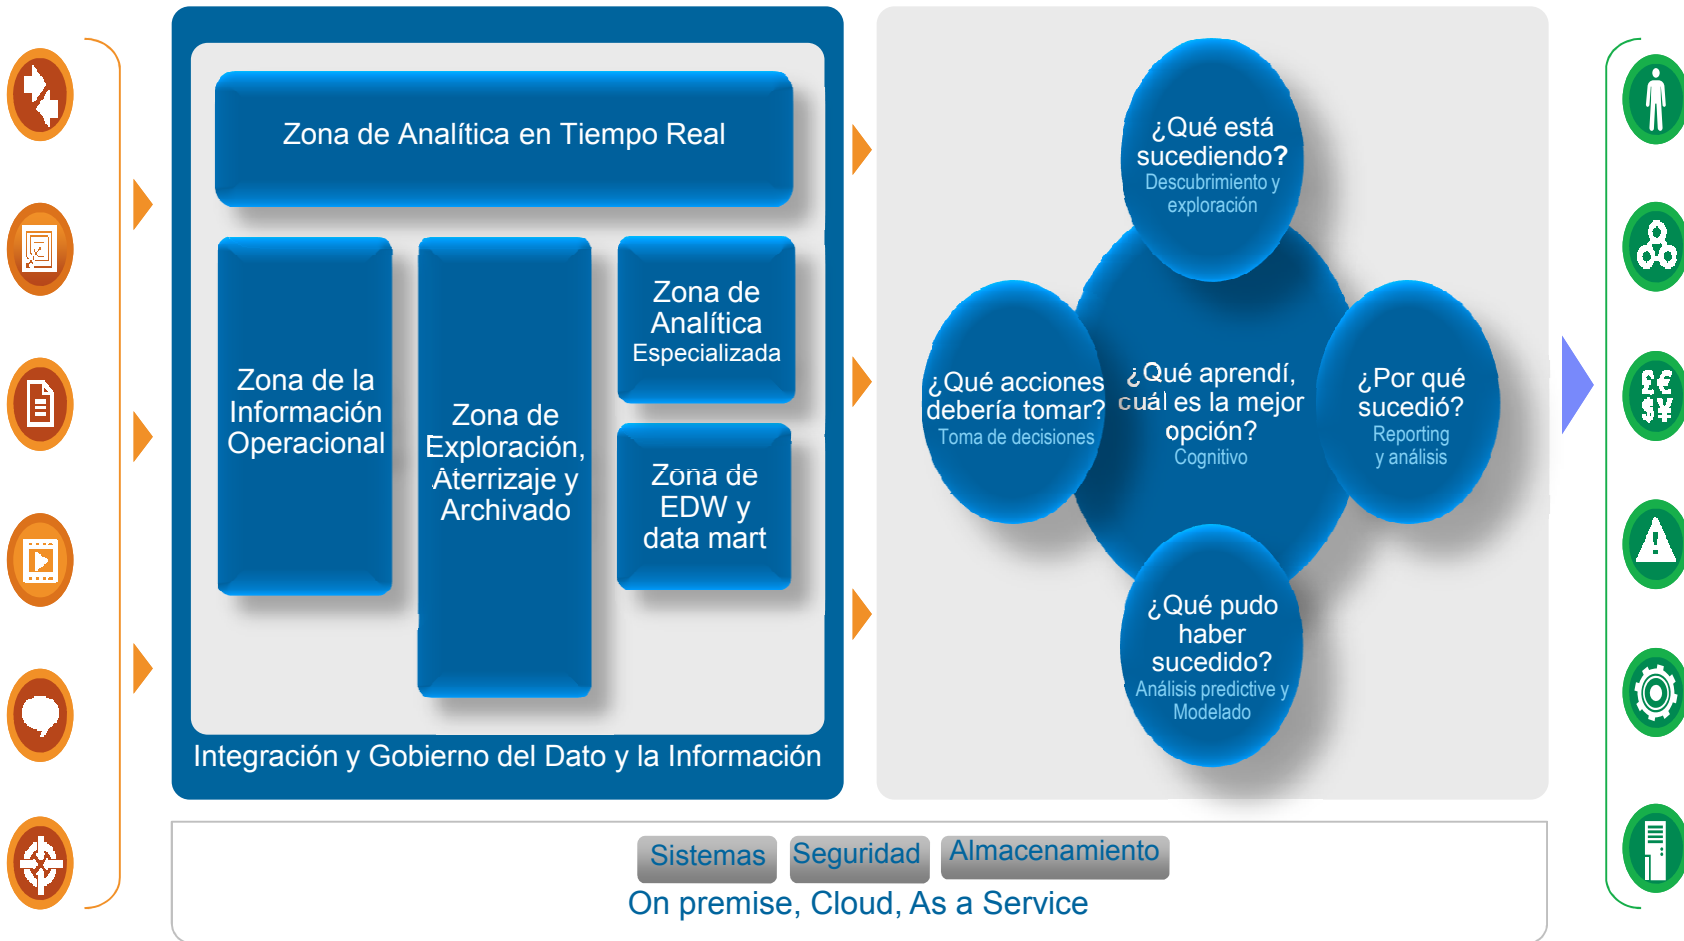 Zona de Analítica en Tiempo Real
Zona de la
Información
Operacional
Zona de
Exploración,
Aterrizaje y
Archivado
Zona de
Analítica
Especializada
Zona de
EDW y
data mart
Integración y Gobierno del Dato y la Información
¿Qué está
sucediendo?
Descubrimiento y
exploración
¿Qué acciones
debería tomar?
Toma de decisiones
¿Qué aprendí,
cuál es la mejor
opción?
Cognitivo
¿Por qué
sucedió?
Reporting
y análisis
¿Qué pudo
haber
sucedido?
Análisis predictive y
Modelado
£€
$¥
Sistemas
Seguridad
Almacenamiento
On premise, Cloud, As a Service